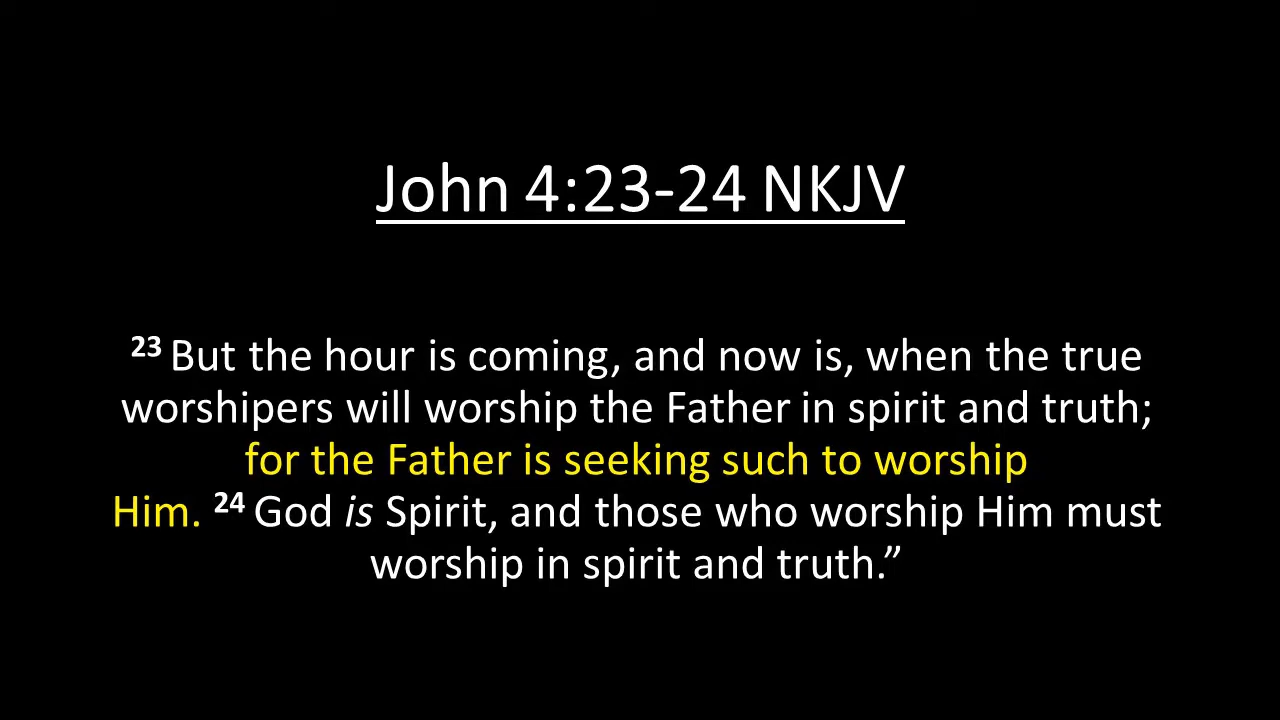 John 4:23-24 NKJV
23 But the hour is coming, and now is, when the true
worshipers will worship the Father in spirit and truth;
for the Father is seeking such to worship
Him. 24 God is Spirit, and those who worship Him must
worship in spirit and truth.”